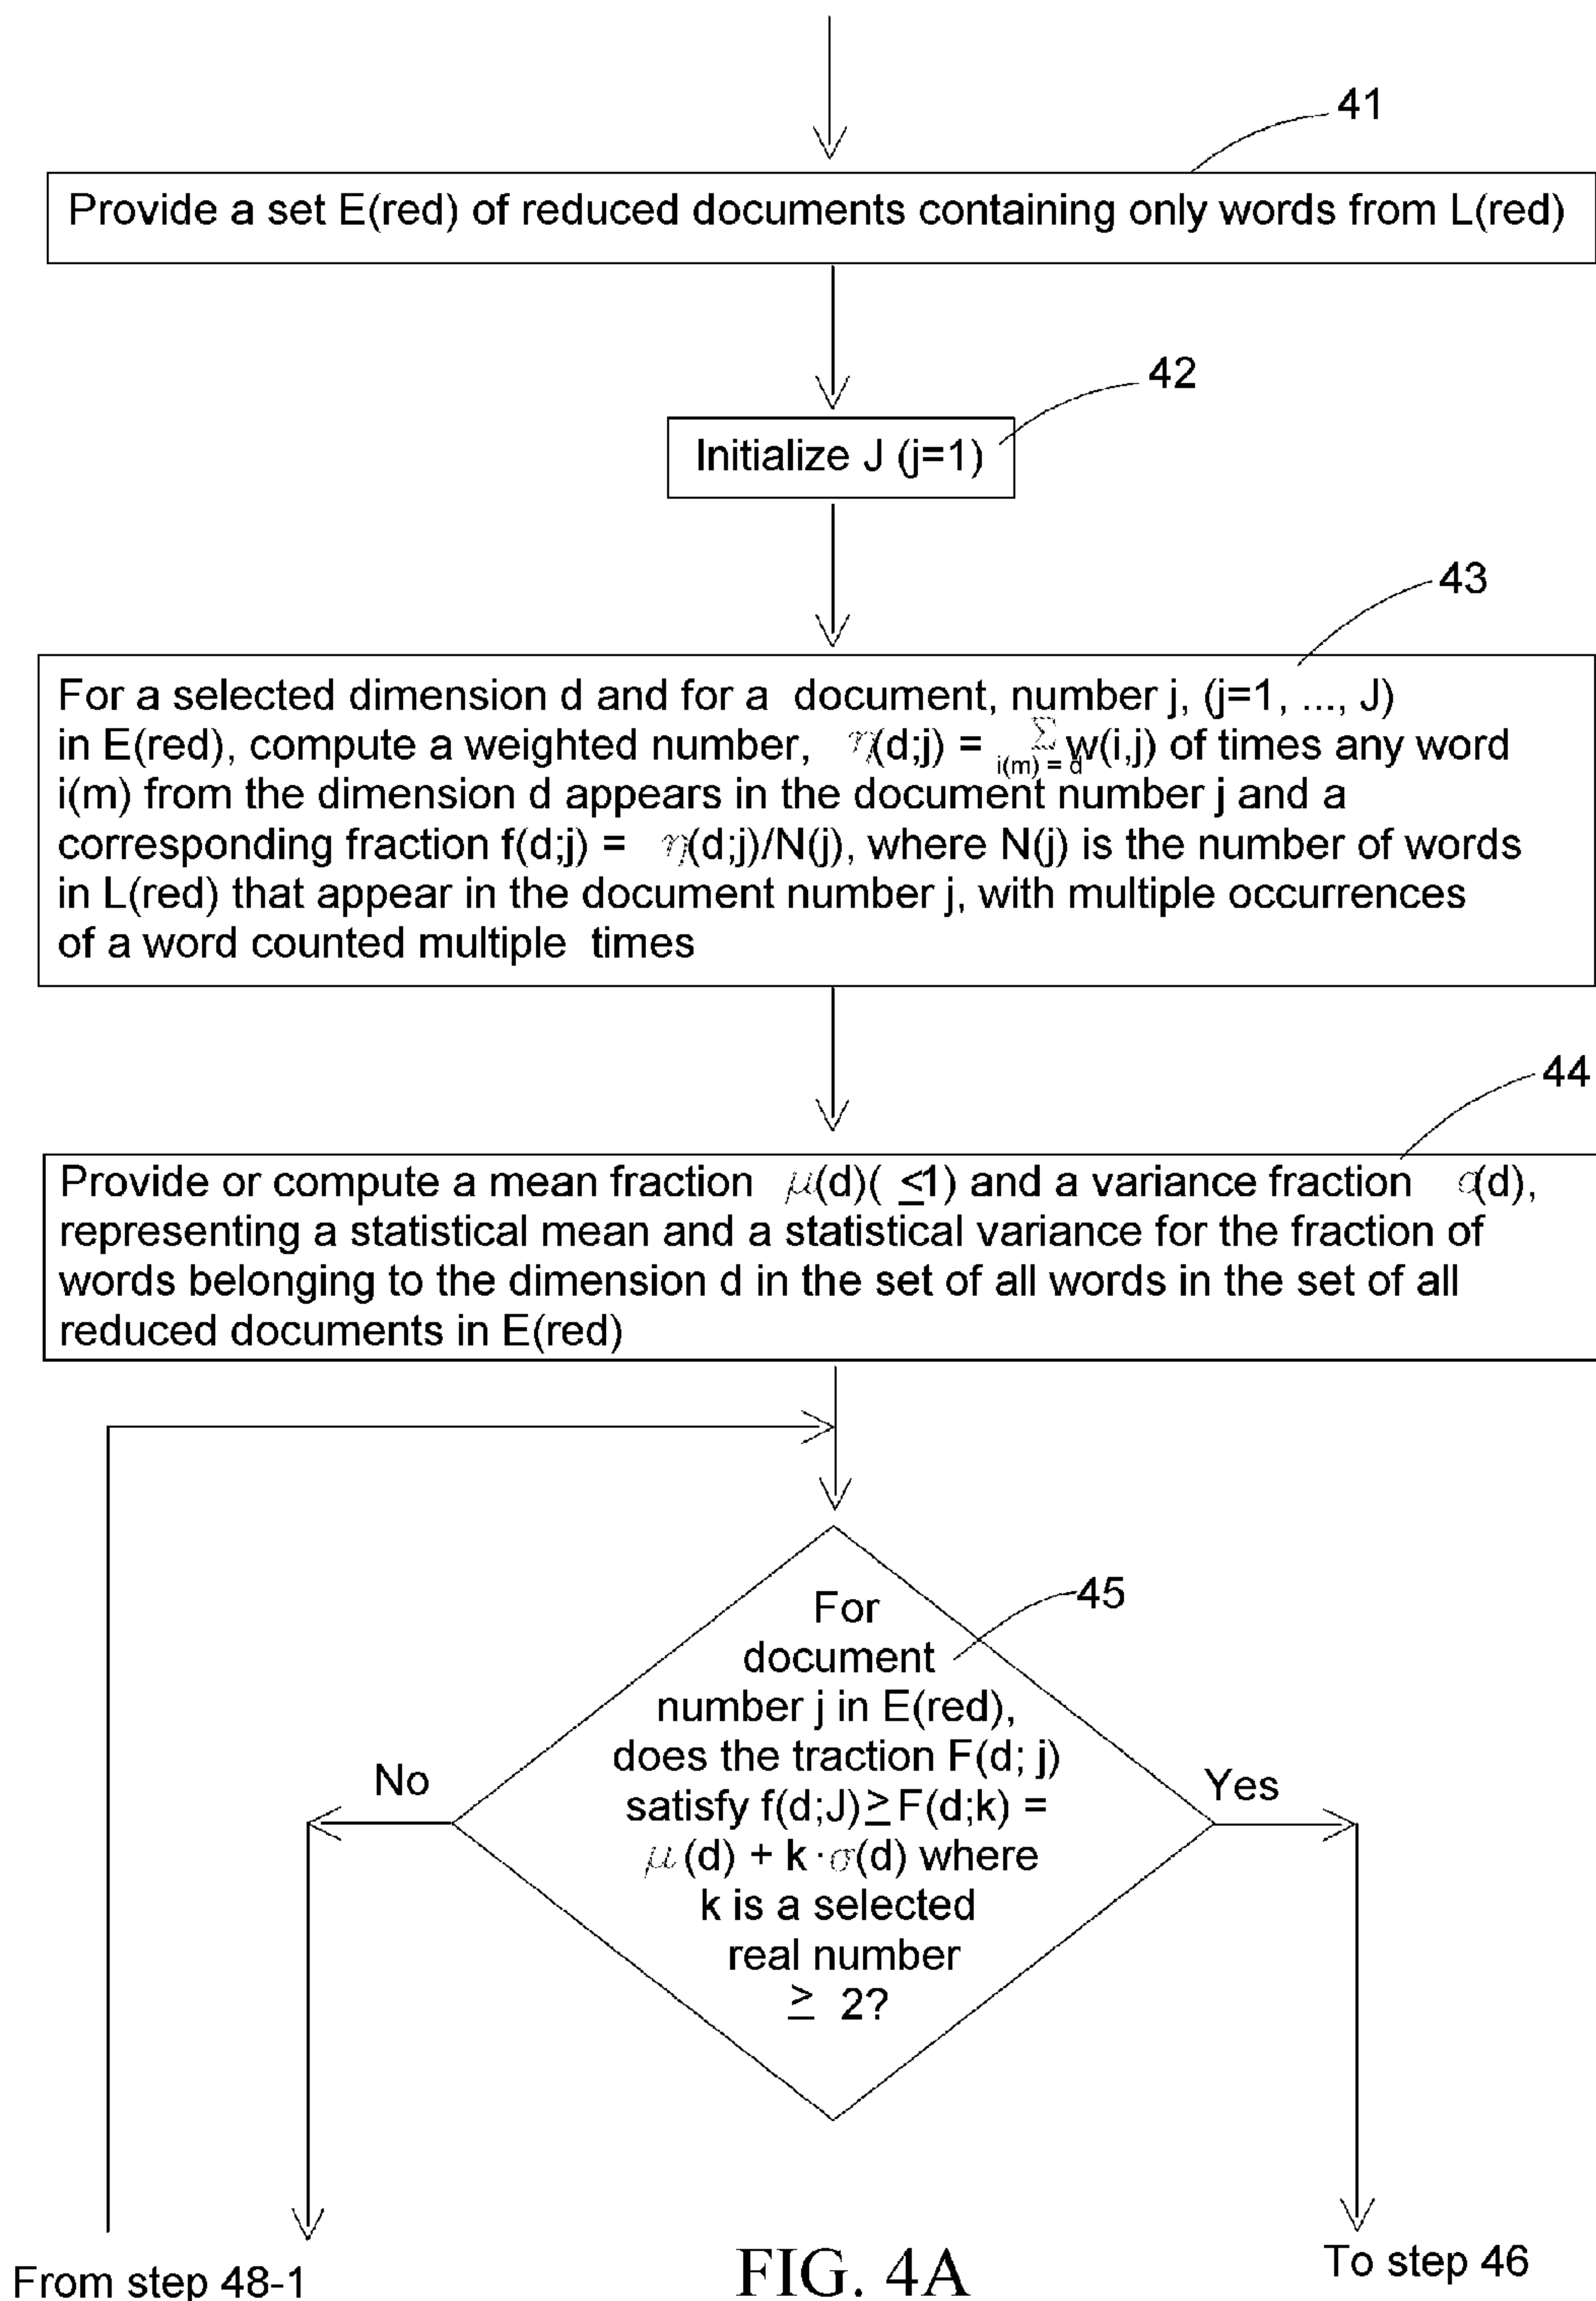 41
Provide a set E(red) of reduced documents containing only words from L(red)
42
Initialize J (j=1)
43
For a selected dimension d and for a document, number j, (j=1, ..., J)
in E(red), compute a weighted number, η(d;j) = Σ w(i,j) of times any word
i(m) = d
i(m) from the dimension d appears in the document number j and a
corresponding fraction f(d;j) = η(d;j)/N(j), where N(j) is the number of words
in L(red) that appear in the document number j, with multiple occurrences
of a word counted multiple times
44
Provide or compute a mean fraction μ(d)( ≤1) and a variance fraction σ(d),
representing a statistical mean and a statistical variance for the fraction of
words belonging to the dimension d in the set of all words in the set of all
reduced documents in E(red)
45
For
document
number j in E(red),
does the traction F(d; j)
satisfy f(d;J) ≥ F(d;k) =
μ (d) + k · σ(d) where
k is a selected
real number
≥ 2?
No
Yes
From step 48-1
FIG. 4A
To step 46